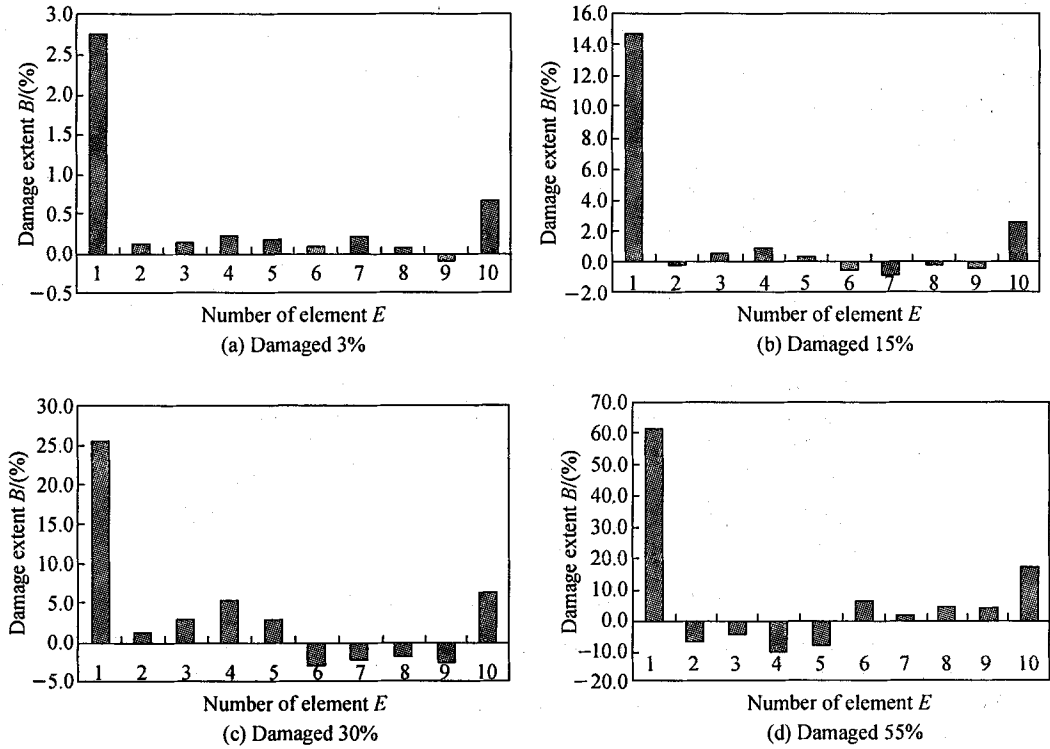 3.0
2.5
2.0
1.5
1.0
0.5
0.0
−0.5
Damage extent B/(%)
1 2 3 4 5 6 7 8 9 10
Number of element E
(a) Damaged 3%
16.0
14.0
12.0
10.0
8.0
6.0
4.0
2.0
0.0
−2.0
Damage extent B/(%)
1 2 3 4 5 6 7 8 9 10
Number of element E
(b) Damaged 15%
30.0
25.0
20.0
15.0
10.0
5.0
0.0
−5.0
Damage extent B/(%)
1 2 3 4 5 6 7 8 9 10
Number of element E
(c) Damaged 30%
70.0
60.0
50.0
40.0
30.0
20.0
10.0
0.0
−10.0
−20.0
Damage extent B/(%)
1 2 3 4 5 6 7 8 9 10
Number of element E
(d) Damaged 55%